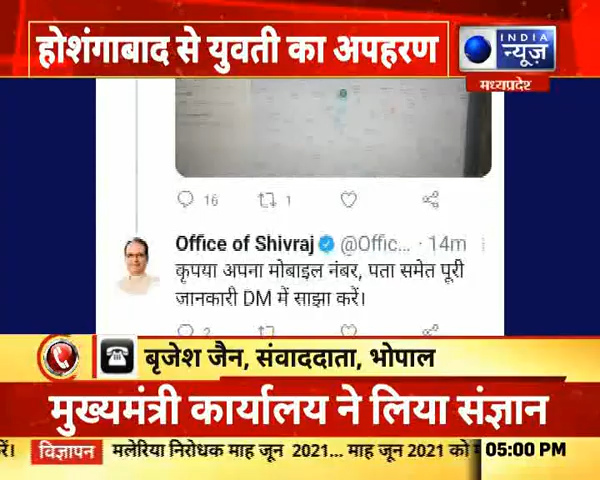 होशंगाबाद से युवती का अपहरण
INDIA
न्यूज़
मध्यप्रदेश
16
1
Office of Shivraj @Offic... · 14m
कृपया अपना मोबाइल नंबर, पता समेत पूरी
जानकारी DM में साझा करें।
2
बृजेश जैन, संवाददाता, भोपाल
मुख्यमंत्री कार्यालय ने लिया संज्ञान
रें।
विज्ञापन
मलेरिया निरोधक माह जून 2021... माह जून 2021 को
05:00 PM